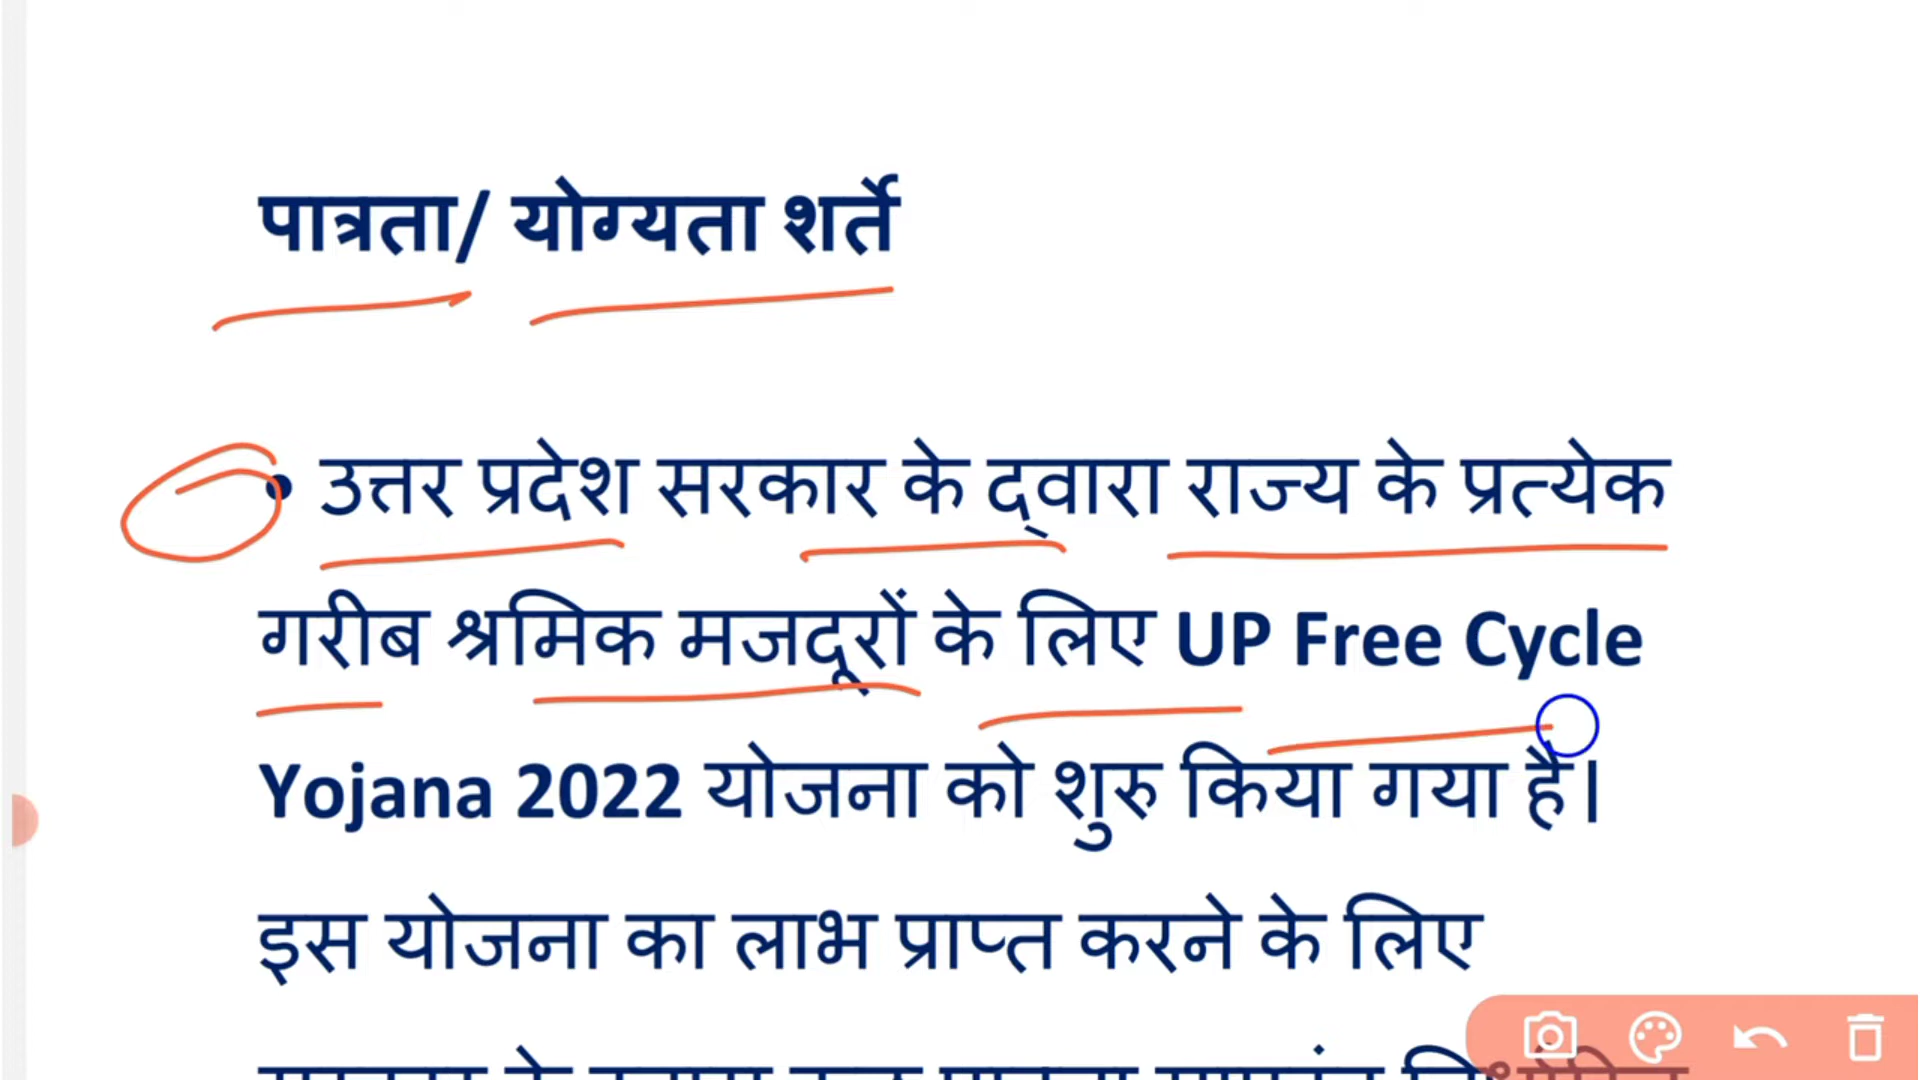 पात्रता/ योग्यता शर्ते
• उत्तर प्रदेश सरकार के द्वारा राज्य के प्रत्येक
गरीब श्रमिक मजदूरों के लिए UP Free Cycle
Yojana 2022 योजना को शुरु किया गया है।
इस योजना का लाभ प्राप्त करने के लिए